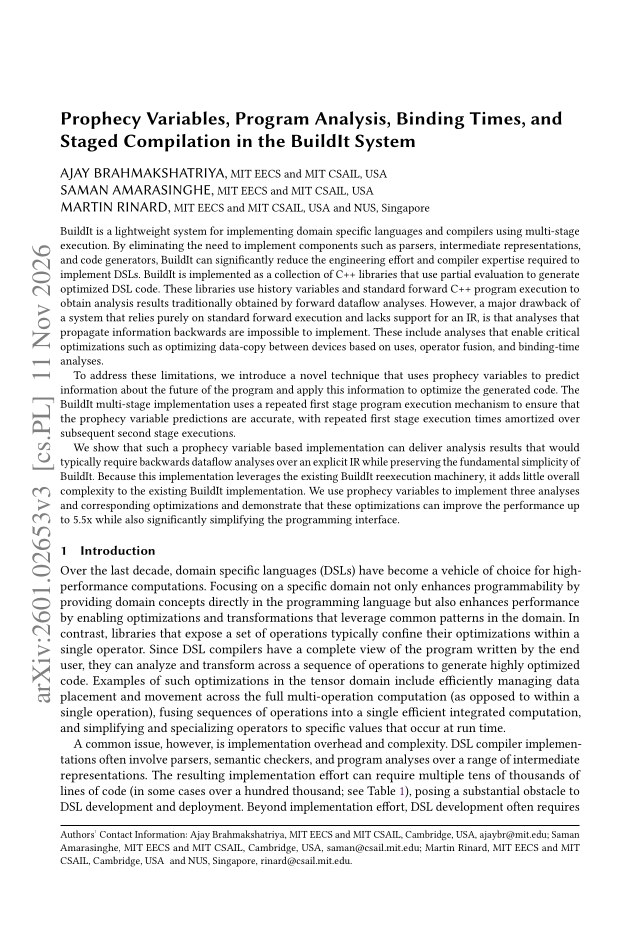 Prophecy Variables, Program Analysis, Binding Times, and
Staged Compilation in the BuildIt System
AJAY BRAHMAKSHATRIYA, MIT EECS and MIT CSAIL, USA
SAMAN AMARASINGHE, MIT EECS and MIT CSAIL, USA
MARTIN RINARD, MIT EECS and MIT CSAIL, USA and NUS, Singapore
BuildIt is a lightweight system for implementing domain specific languages and compilers using multi-stage
execution. By eliminating the need to implement components such as parsers, intermediate representations,
and code generators, BuildIt can significantly reduce the engineering effort and compiler expertise required to
implement DSLs. BuildIt is implemented as a collection of C++ libraries that use partial evaluation to generate
optimized DSL code. These libraries use history variables and standard forward C++ program execution to
obtain analysis results traditionally obtained by forward dataflow analyses. However, a major drawback of
a system that relies purely on standard forward execution and lacks support for an IR, is that analyses that
propagate information backwards are impossible to implement. These include analyses that enable critical
optimizations such as optimizing data-copy between devices based on uses, operator fusion, and binding-time
analyses.
To address these limitations, we introduce a novel technique that uses prophecy variables to predict
information about the future of the program and apply this information to optimize the generated code. The
BuildIt multi-stage implementation uses a repeated first stage program execution mechanism to ensure that
the prophecy variable predictions are accurate, with repeated first stage execution times amortized over
subsequent second stage executions.
We show that such a prophecy variable based implementation can deliver analysis results that would
typically require backwards dataflow analyses over an explicit IR while preserving the fundamental simplicity of
BuildIt. Because this implementation leverages the existing BuildIt reexecution machinery, it adds little overall
complexity to the existing BuildIt implementation. We use prophecy variables to implement three analyses
and corresponding optimizations and demonstrate that these optimizations can improve the performance up
to 5.5x while also significantly simplifying the programming interface.
1 Introduction
Over the last decade, domain specific languages (DSLs) have become a vehicle of choice for high-
performance computations. Focusing on a specific domain not only enhances programmability by
providing domain concepts directly in the programming language but also enhances performance
by enabling optimizations and transformations that leverage common patterns in the domain. In
contrast, libraries that expose a set of operations typically confine their optimizations within a
single operator. Since DSL compilers have a complete view of the program written by the end
user, they can analyze and transform across a sequence of operations to generate highly optimized
code. Examples of such optimizations in the tensor domain include efficiently managing data
placement and movement across the full multi-operation computation (as opposed to within a
single operation), fusing sequences of operations into a single efficient integrated computation,
and simplifying and specializing operators to specific values that occur at run time.
A common issue, however, is implementation overhead and complexity. DSL compiler implemen-
tations often involve parsers, semantic checkers, and program analyses over a range of intermediate
representations. The resulting implementation effort can require multiple tens of thousands of
lines of code (in some cases over a hundred thousand; see Table 1), posing a substantial obstacle to
DSL development and deployment. Beyond implementation effort, DSL development often requires
Authors' Contact Information: Ajay Brahmakshatriya, MIT EECS and MIT CSAIL, Cambridge, USA, ajaybr@mit.edu; Saman
Amarasinghe, MIT EECS and MIT CSAIL, Cambridge, USA, saman@csail.mit.edu; Martin Rinard, MIT EECS and MIT
CSAIL, Cambridge, USA and NUS, Singapore, rinard@csail.mit.edu.
arXiv:2601.02653v3 [cs.PL] 11 Nov 2026